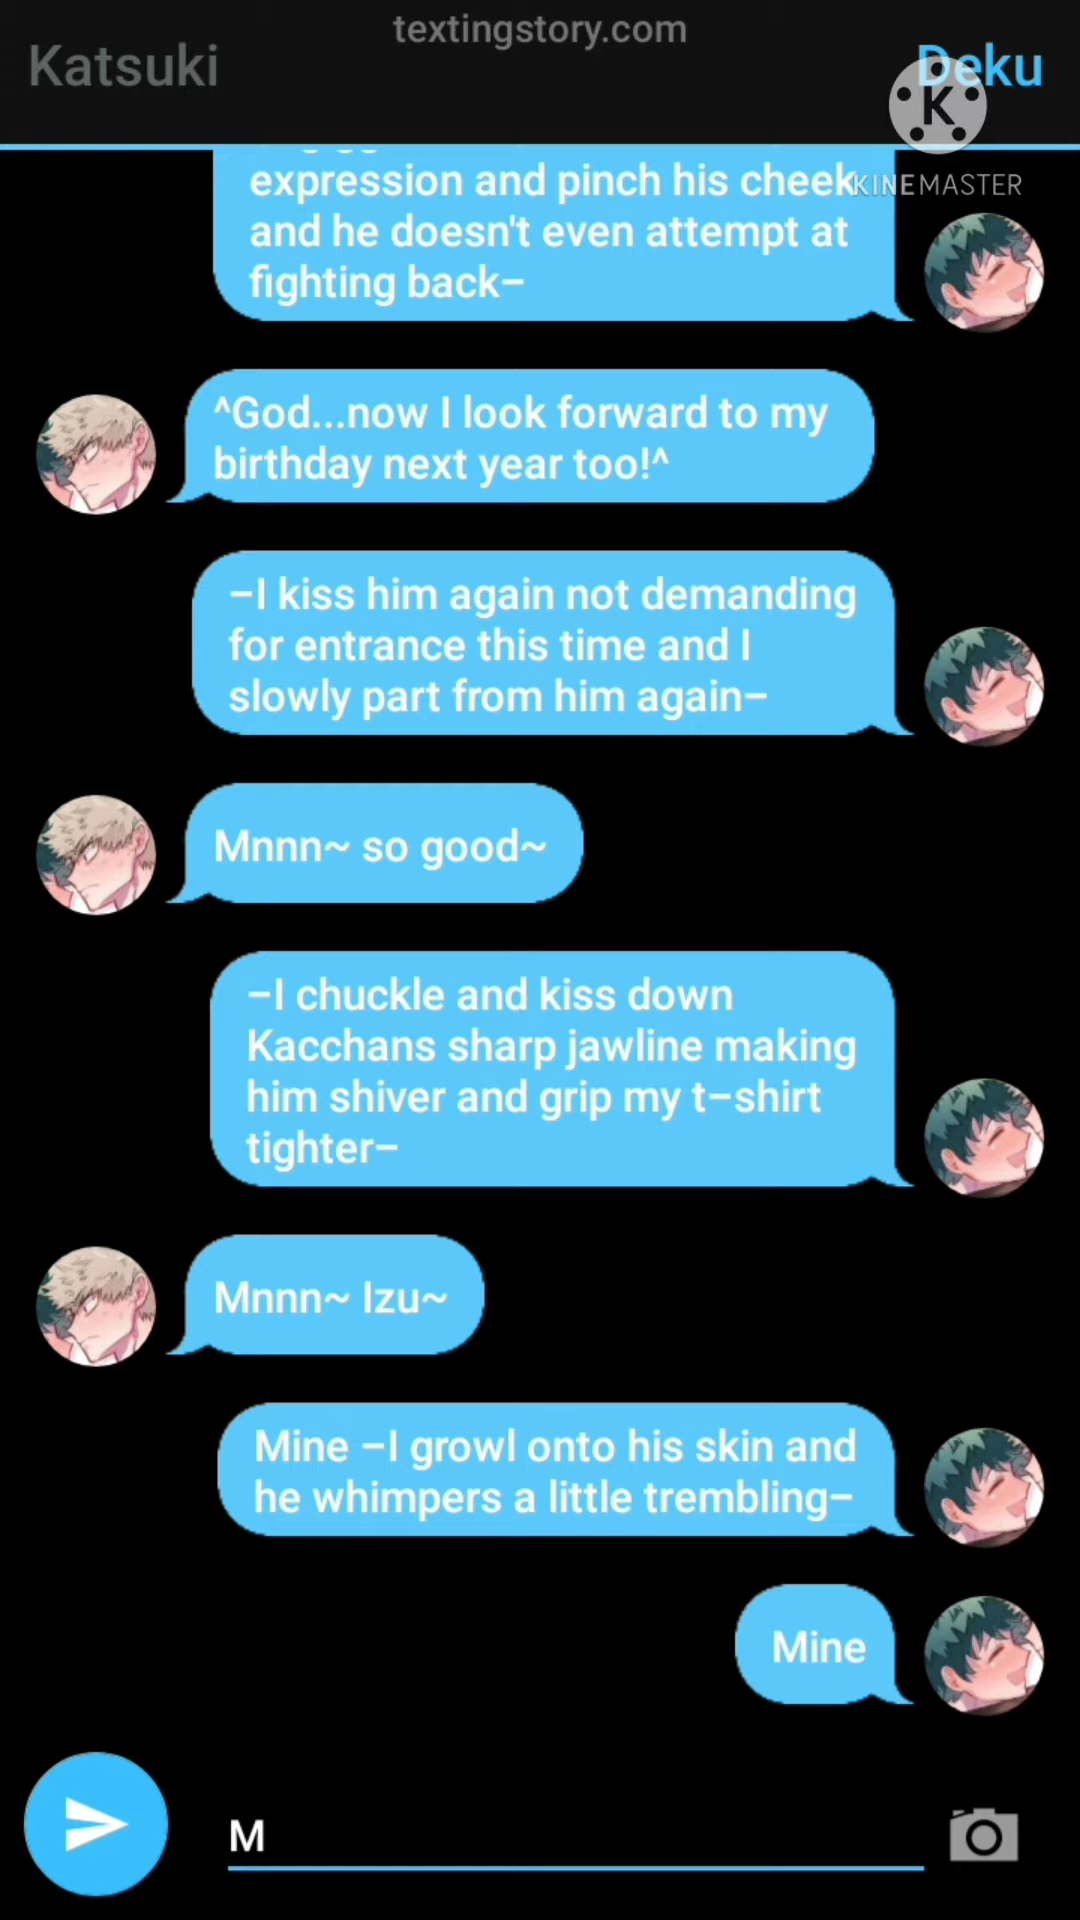 textingstory.com
Katsuki
Deku
K
KINEMASTER
expression and pinch his cheek
and he doesn't even attempt at
fighting back–
^God...now I look forward to my
birthday next year too!^
–I kiss him again not demanding
for entrance this time and I
slowly part from him again–
Mnnn~ so good~
–I chuckle and kiss down
Kacchans sharp jawline making
him shiver and grip my t–shirt
tighter–
Mnnn~ Izu~
Mine –I growl onto his skin and
he whimpers a little trembling–
Mine
M